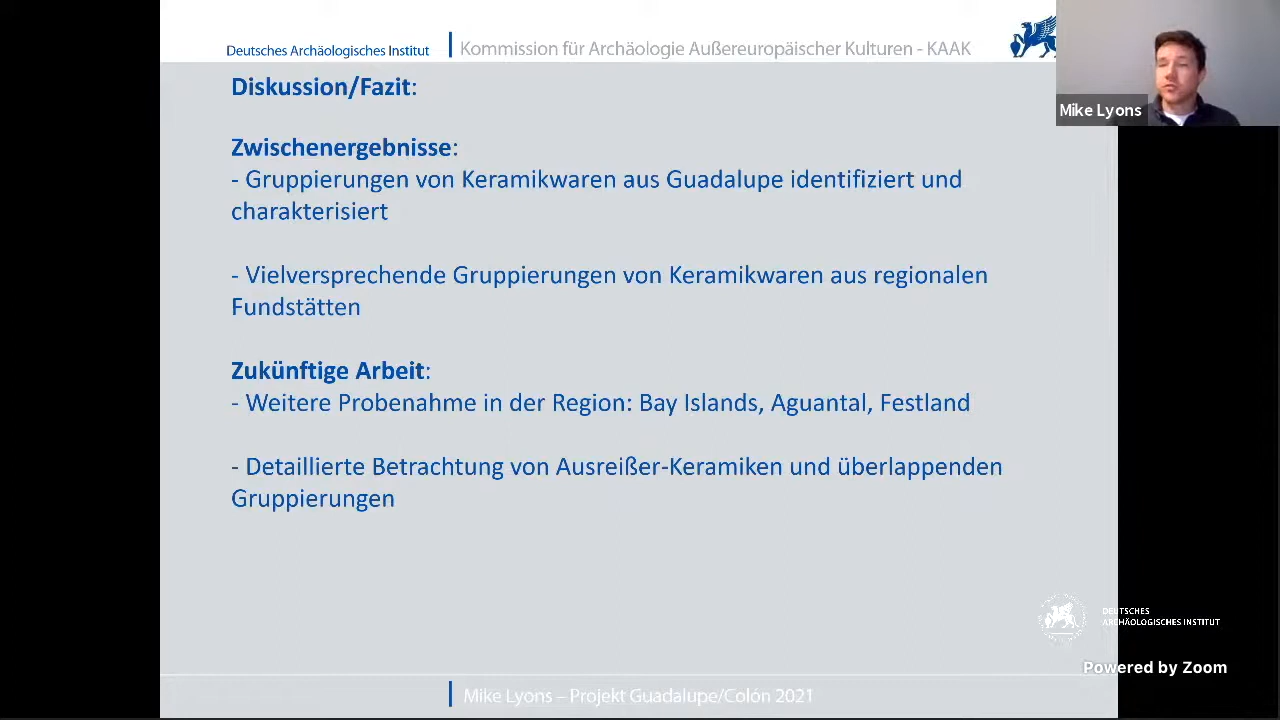 Deutsches Archäologisches Institut
Kommission für Archäologie Außereuropäischer Kulturen - KAAK
Mike Lyons
Diskussion/Fazit:
Zwischenergebnisse:
- Gruppierungen von Keramikwaren aus Guadalupe identifiziert und
charakterisiert
- Vielversprechende Gruppierungen von Keramikwaren aus regionalen
Fundstätten
Zukünftige Arbeit:
- Weitere Probenahme in der Region: Bay Islands, Aguantal, Festland
- Detaillierte Betrachtung von Ausreißer-Keramiken und überlappenden
Gruppierungen
DEUTSCHES
ARCHÄOLOGISCHES INSTITUT
Powered by Zoom
Mike Lyons – Projekt Guadalupe/Colón 2021